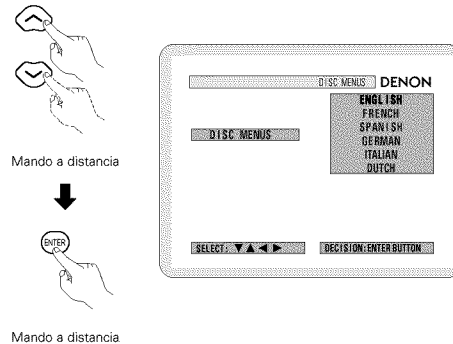 Mando a distancia
ENTER
Mando a distancia
DISC MENUS DENON
DISC MENUS
ENGLISH
FRENCH
SPANISH
GERMAN
ITALIAN
DUTCH
SELECT: ▼▲◀▶
DECISION:ENTER BUTTON